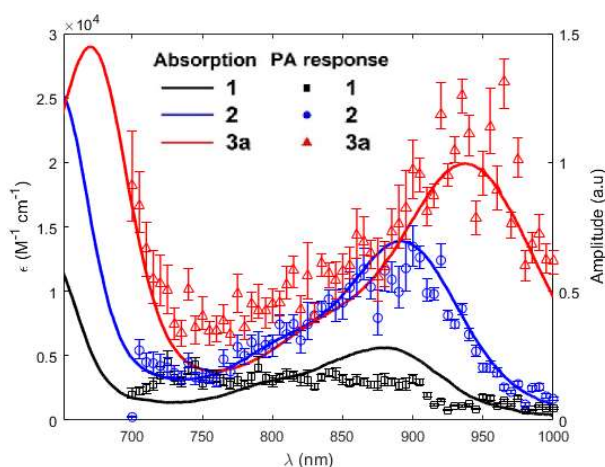 × 10⁴
3
2.5
2
1.5
1
0.5
0
ϵ (M⁻¹ cm⁻¹)
Absorption PA response
1 1
2 2
3a 3a
1.5
1
0.5
0
Amplitude (a.u)
700 750 800 850 900 950 1000
λ (nm)